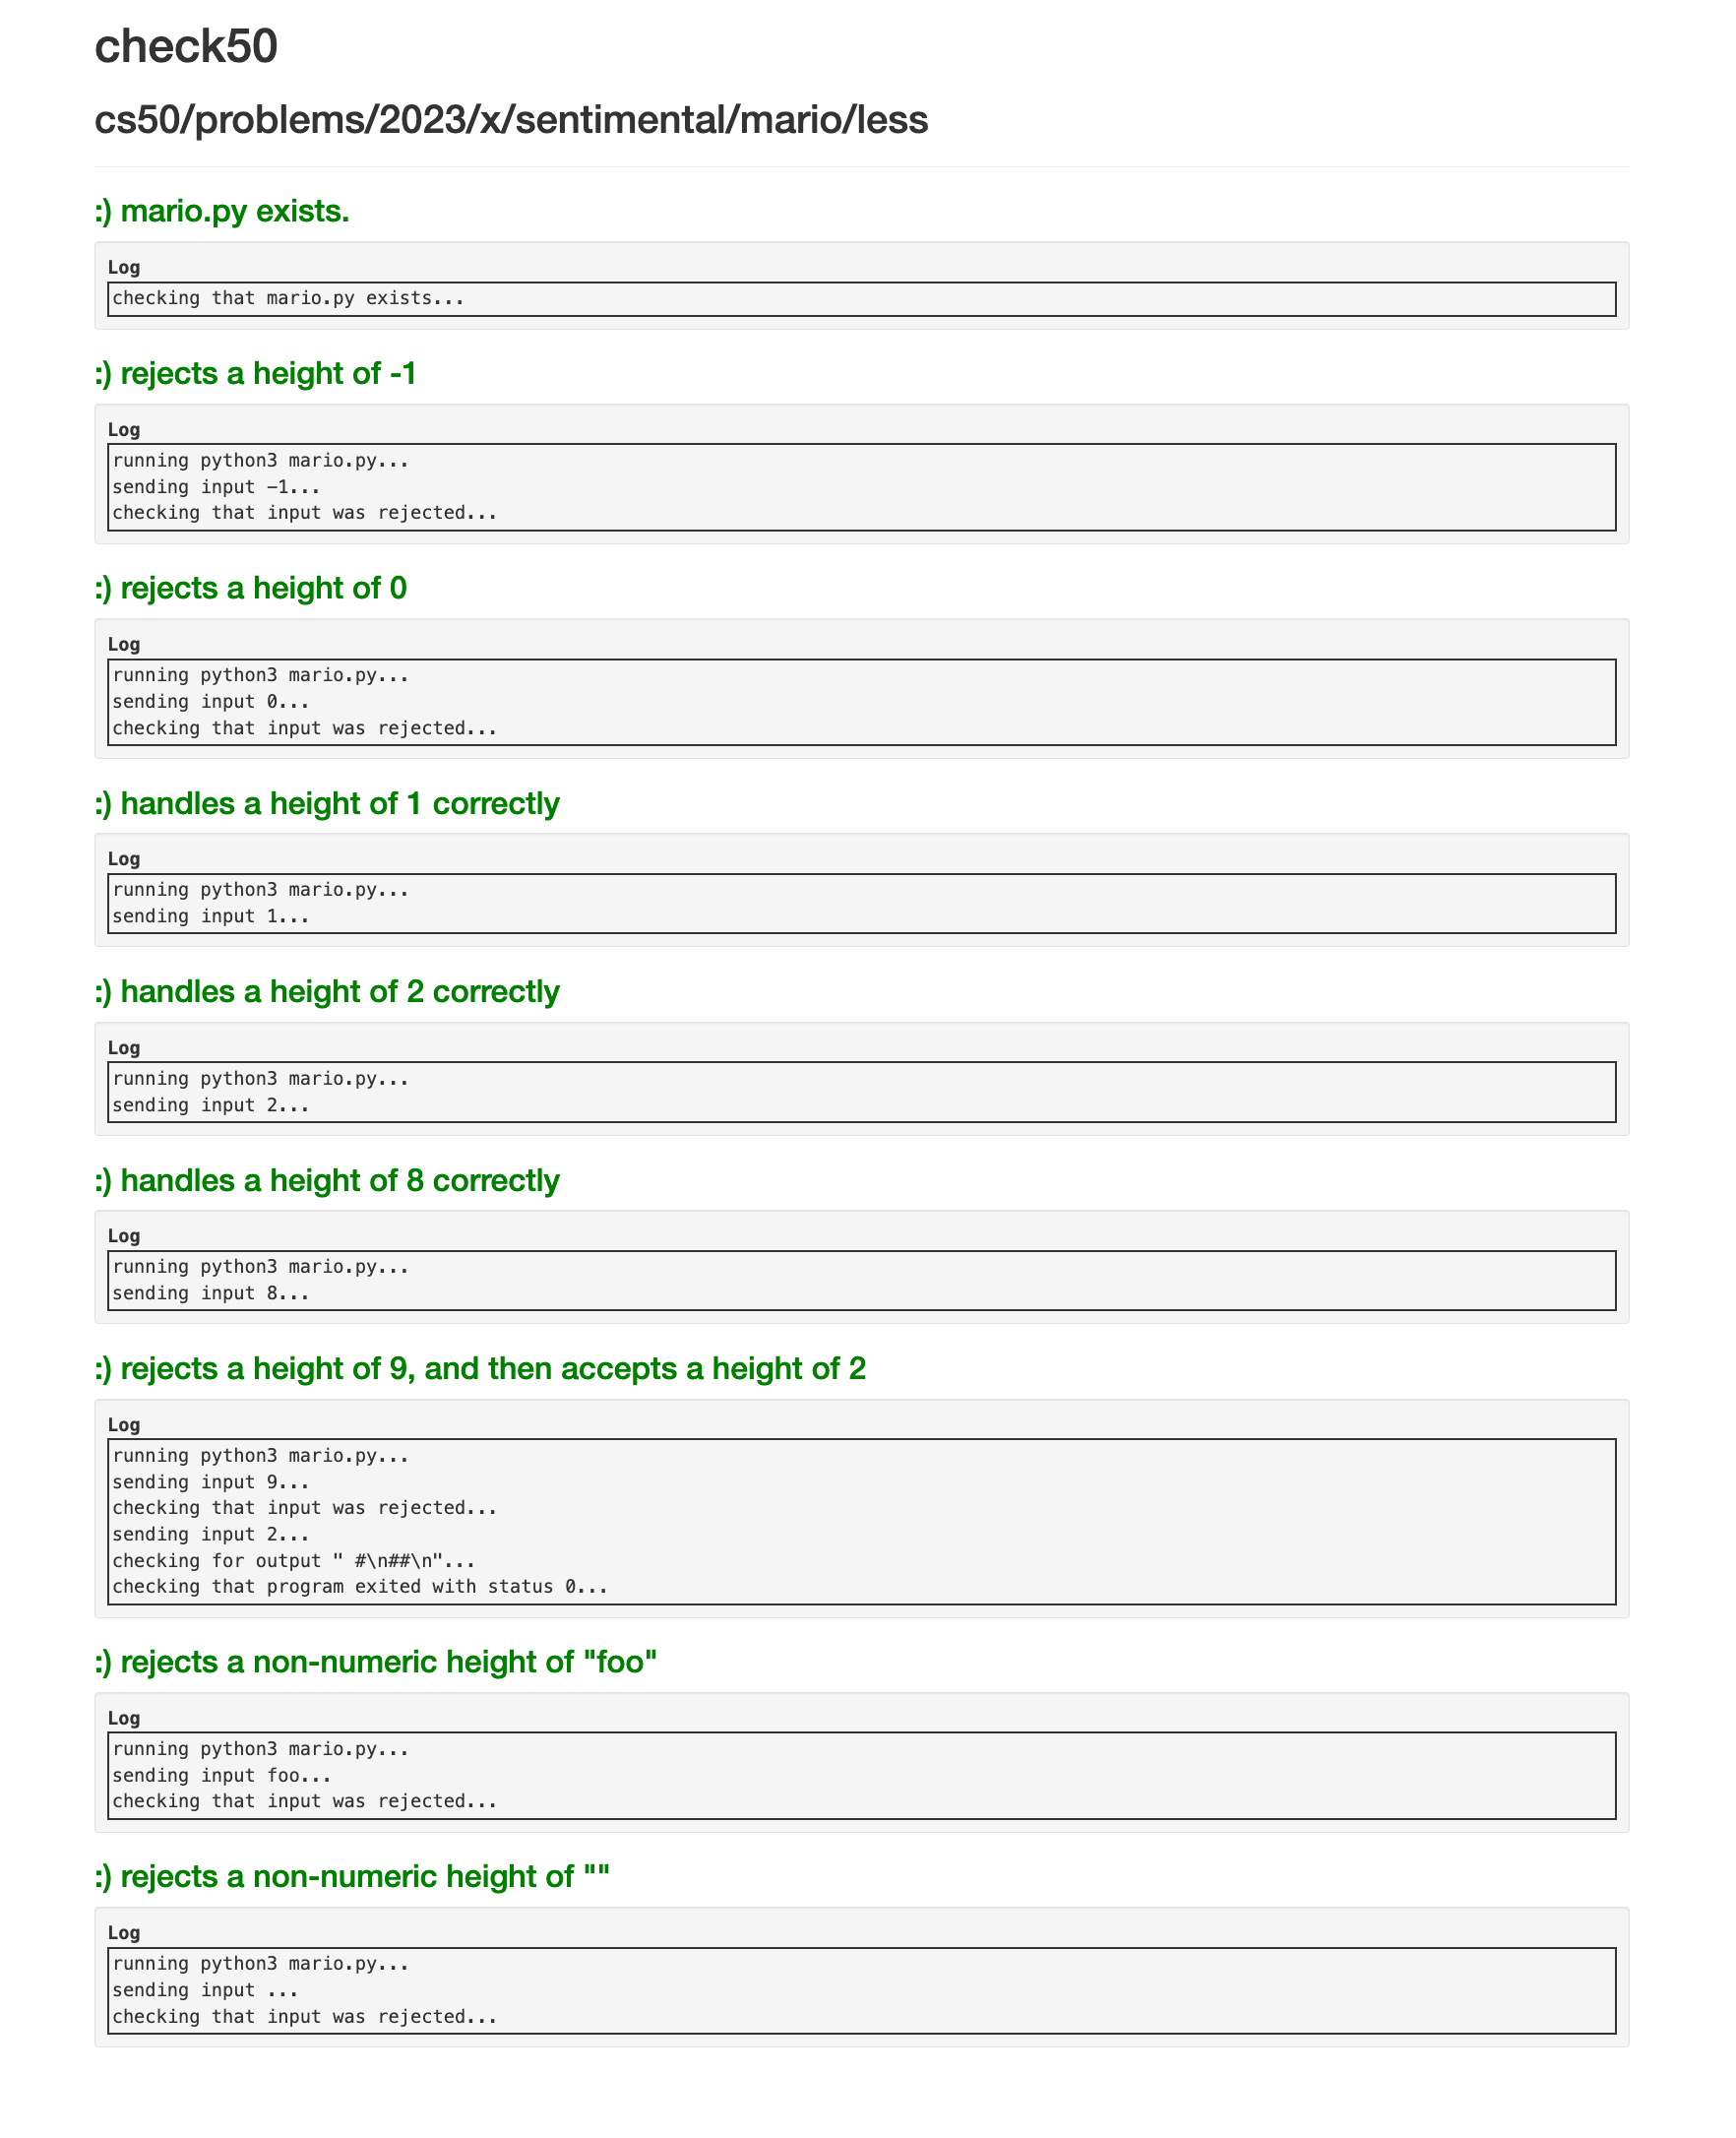 check50
cs50/problems/2023/x/sentimental/mario/less
:) mario.py exists.
Log
checking that mario.py exists...
:) rejects a height of -1
Log
running python3 mario.py...
sending input -1...
checking that input was rejected...
:) rejects a height of 0
Log
running python3 mario.py...
sending input 0...
checking that input was rejected...
:) handles a height of 1 correctly
Log
running python3 mario.py...
sending input 1...
:) handles a height of 2 correctly
Log
running python3 mario.py...
sending input 2...
:) handles a height of 8 correctly
Log
running python3 mario.py...
sending input 8...
:) rejects a height of 9, and then accepts a height of 2
Log
running python3 mario.py...
sending input 9...
checking that input was rejected...
sending input 2...
checking for output " #\n##\n"...
checking that program exited with status 0...
:) rejects a non-numeric height of "foo"
Log
running python3 mario.py...
sending input foo...
checking that input was rejected...
:) rejects a non-numeric height of ""
Log
running python3 mario.py...
sending input ...
checking that input was rejected...